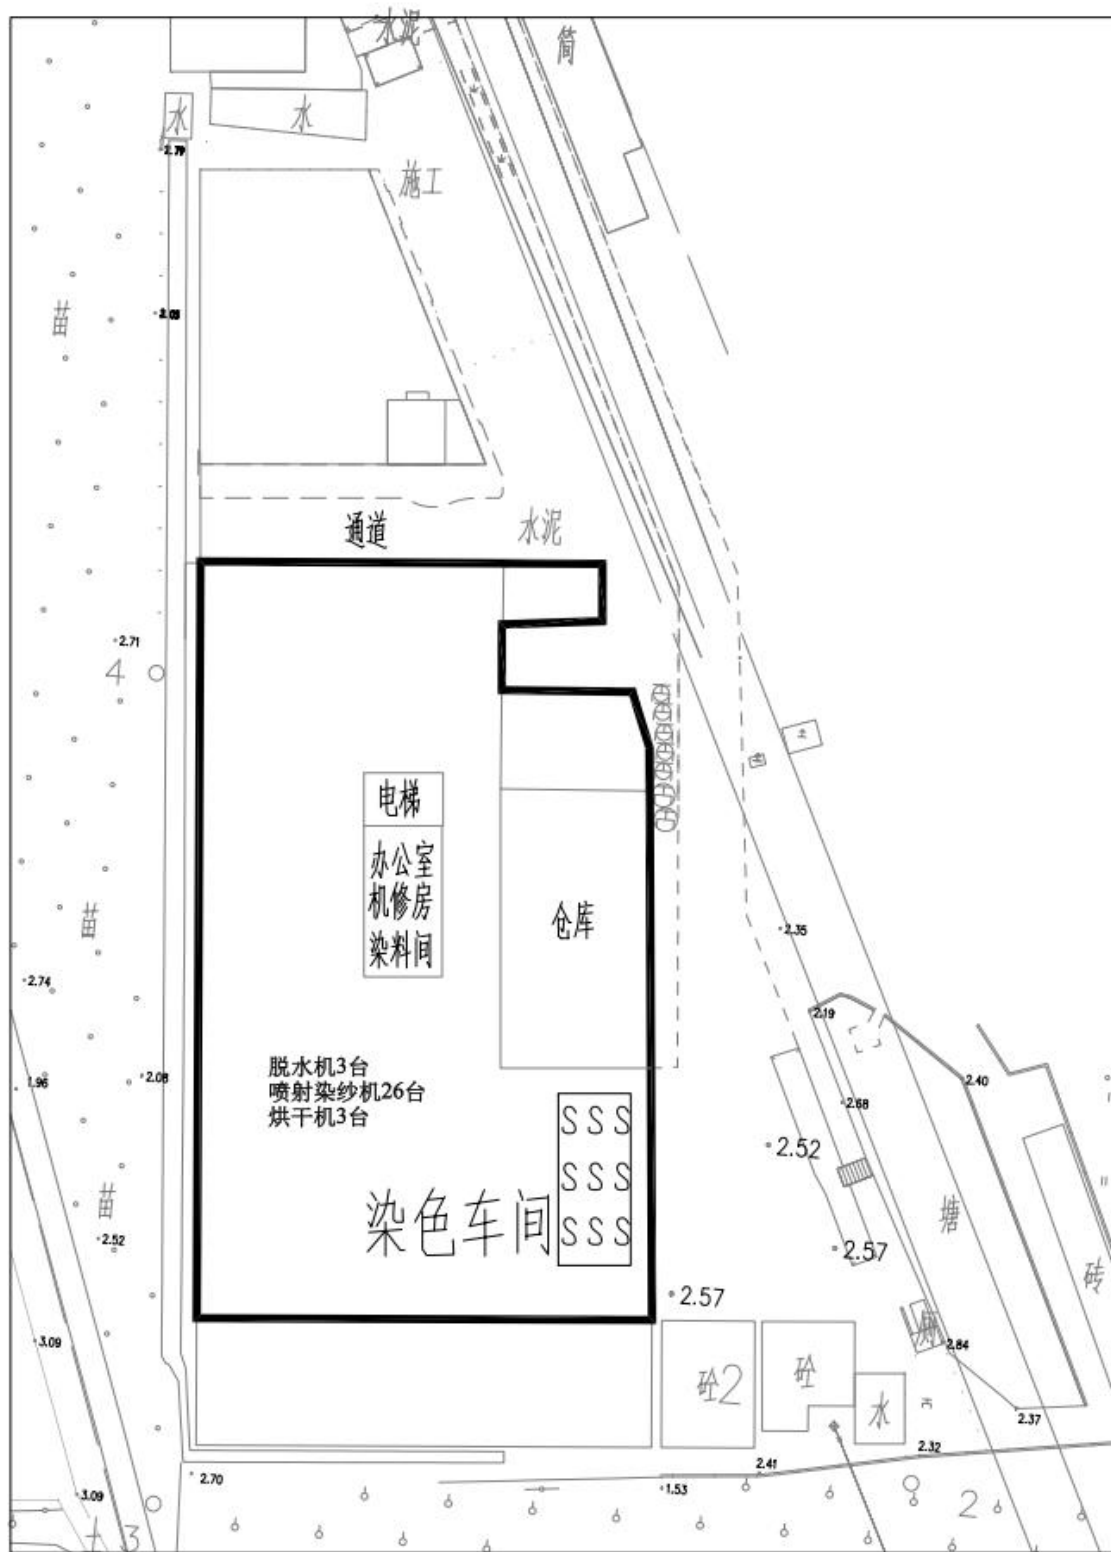 水泥
筒
水
水
2.79
施工
苗
通道
水泥
2.71
4
电梯
办公室
机修房
染料间
仓库
苗
2.35
2.74
2.19
2.40
1.96
2.08
脱水机3台
喷射染纱机26台
烘干机3台
2.68
S S S
2.52
S S S
苗
染色车间
塘
2.52
S S S
2.57
砖
2.57
厕
3.09
2.84
砼2
砼
水
2.37
2.32
2.41
2.70
3.09
1.53
2
3